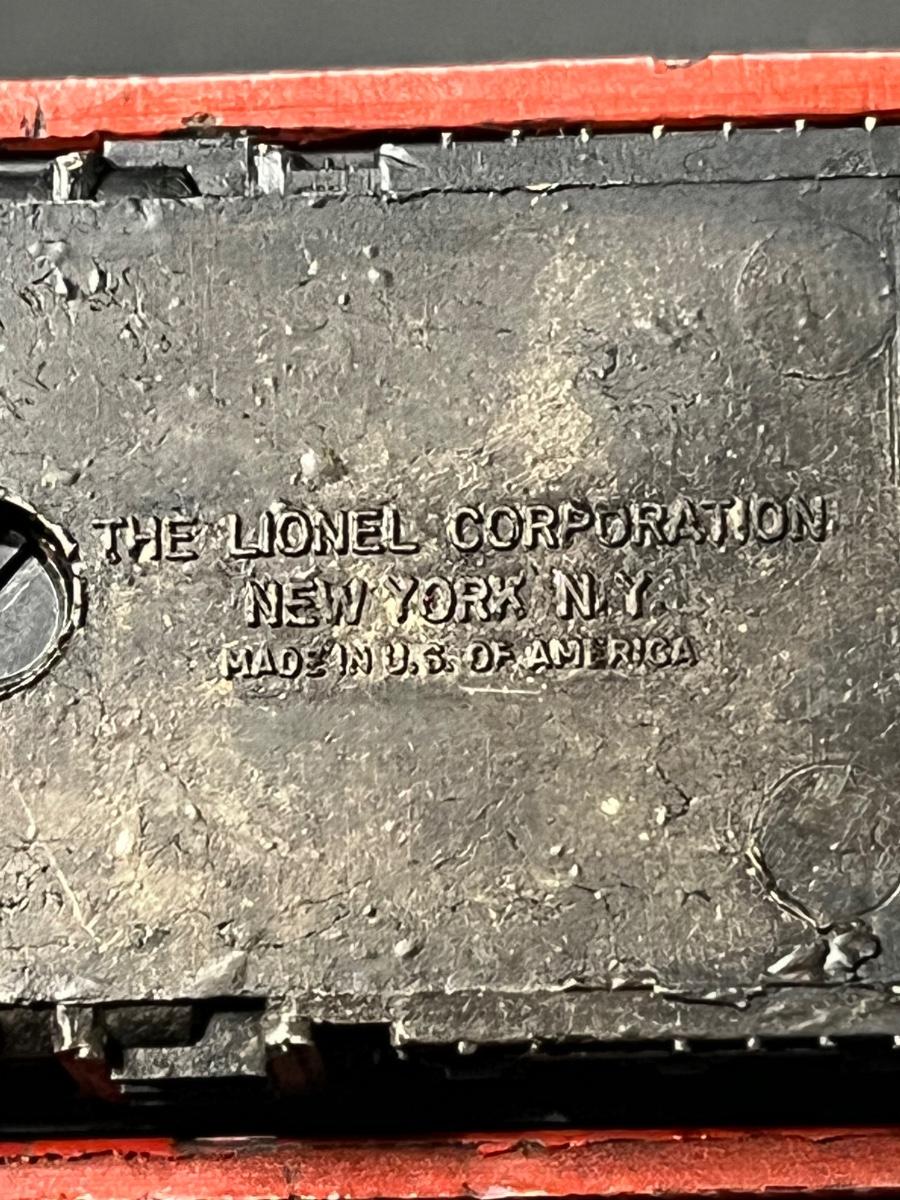 THE LIONEL CORPORATION
NEW YORK N.Y.
MADE IN U.S. OF AMERICA